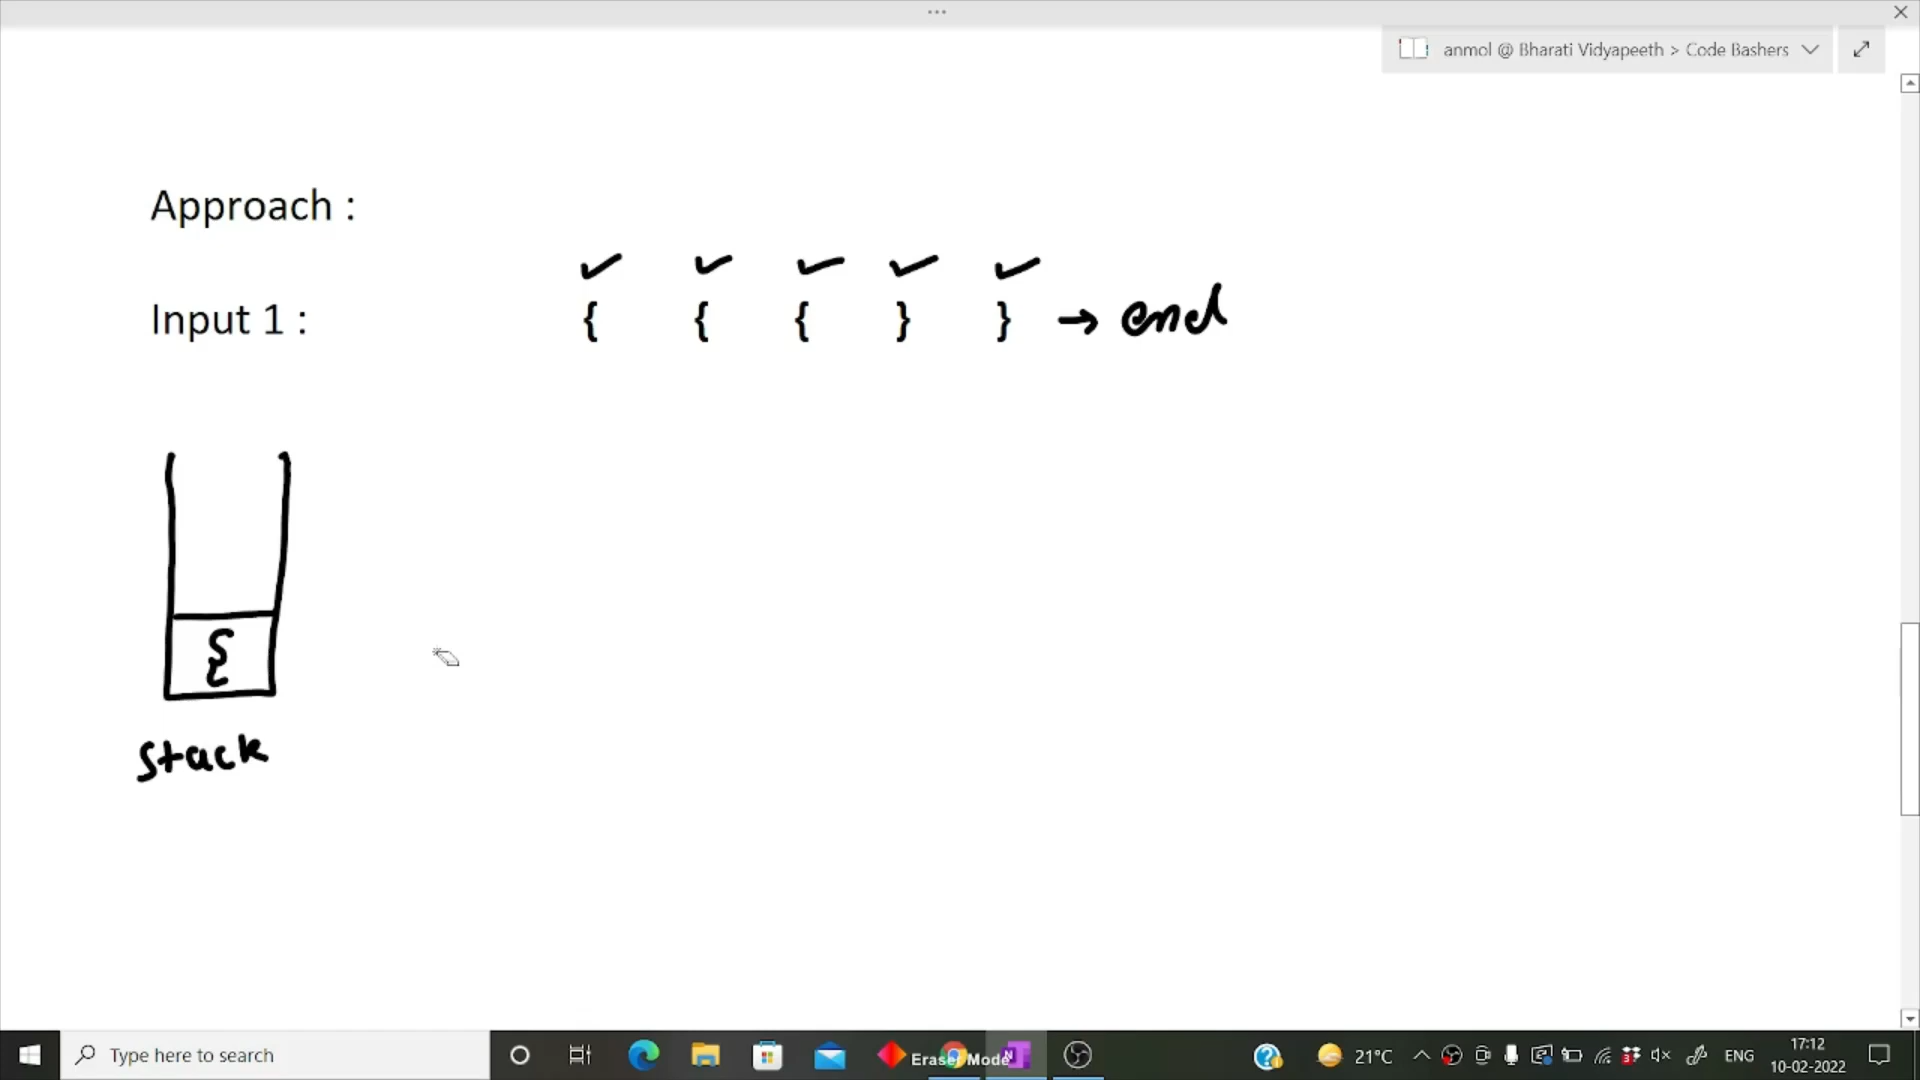 anmol @ Bharati Vidyapeeth > Code Bashers
Approach :
Input 1 : { { { } } → end
{
Stack
Type here to search
Eraser Mode
21°C
ENG
17:12
10-02-2022